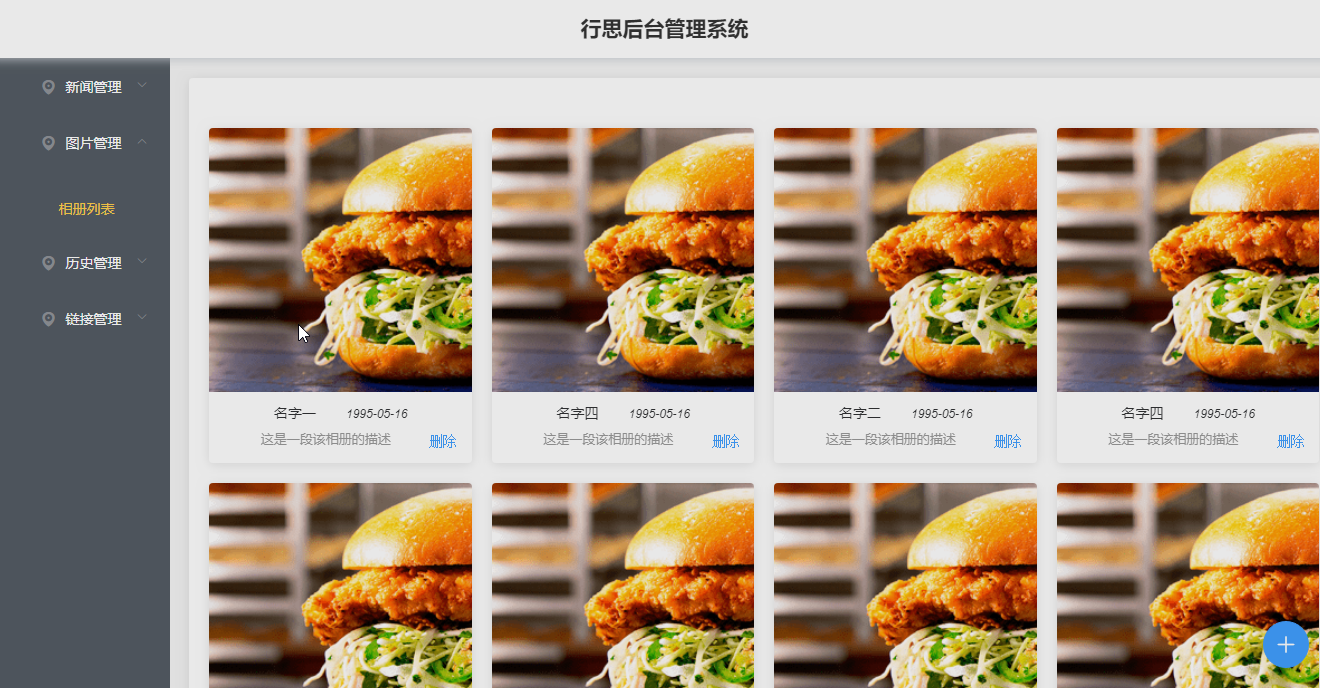 行思后台管理系统
新闻管理
图片管理
相册列表
历史管理
链接管理
名字一 1995-05-16
这是一段该相册的描述 删除
名字四 1995-05-16
这是一段该相册的描述 删除
名字二 1995-05-16
这是一段该相册的描述 删除
名字四 1995-05-16
这是一段该相册的描述 删除